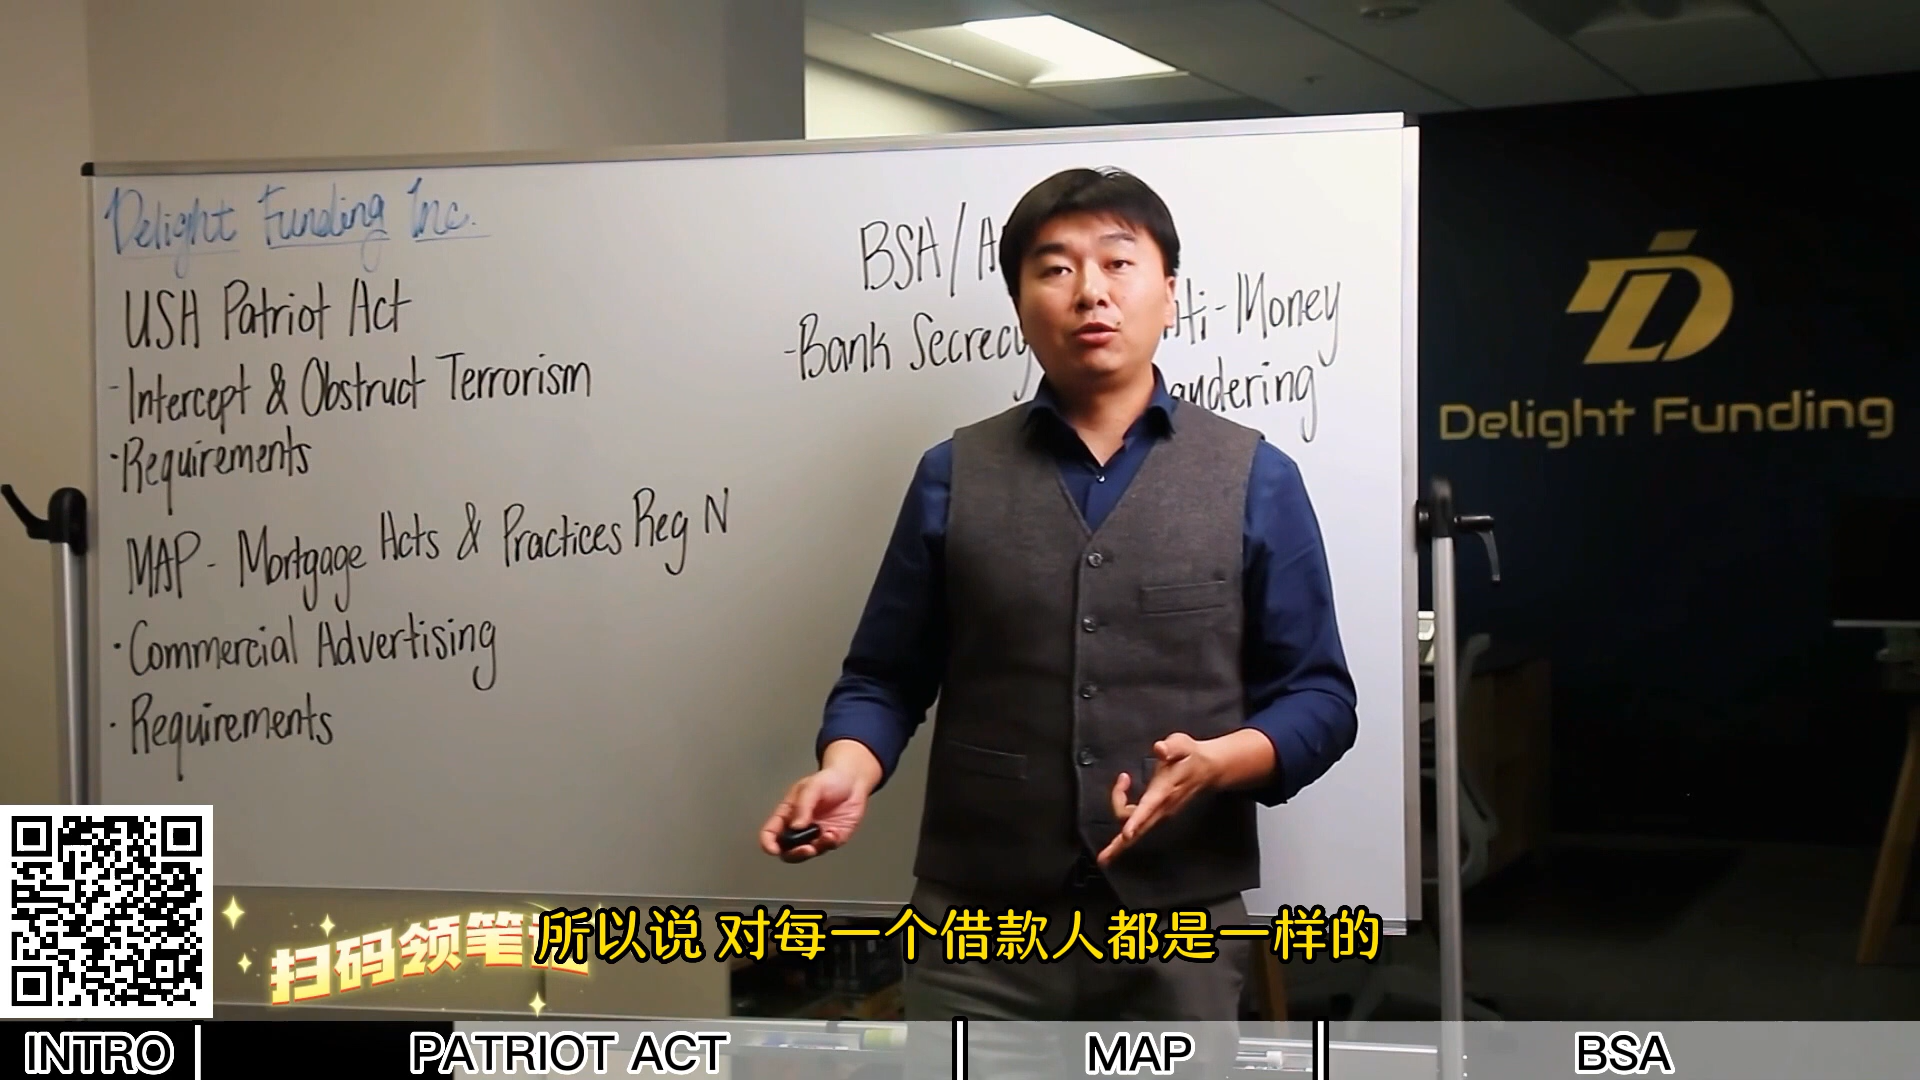 Delight Funding Inc.
USA Patriot Act
- Intercept & Obstruct Terrorism
· Requirements
MAP - Mortgage Acts & Practices Reg N
· Commercial Advertising
· Requirements
BSA/A
- Bank Secrecy
nti-Money
aundering
Delight Funding
扫码领笔记
所以说 对每一个借款人都是一样的
INTRO
PATRIOT ACT
MAP
BSA